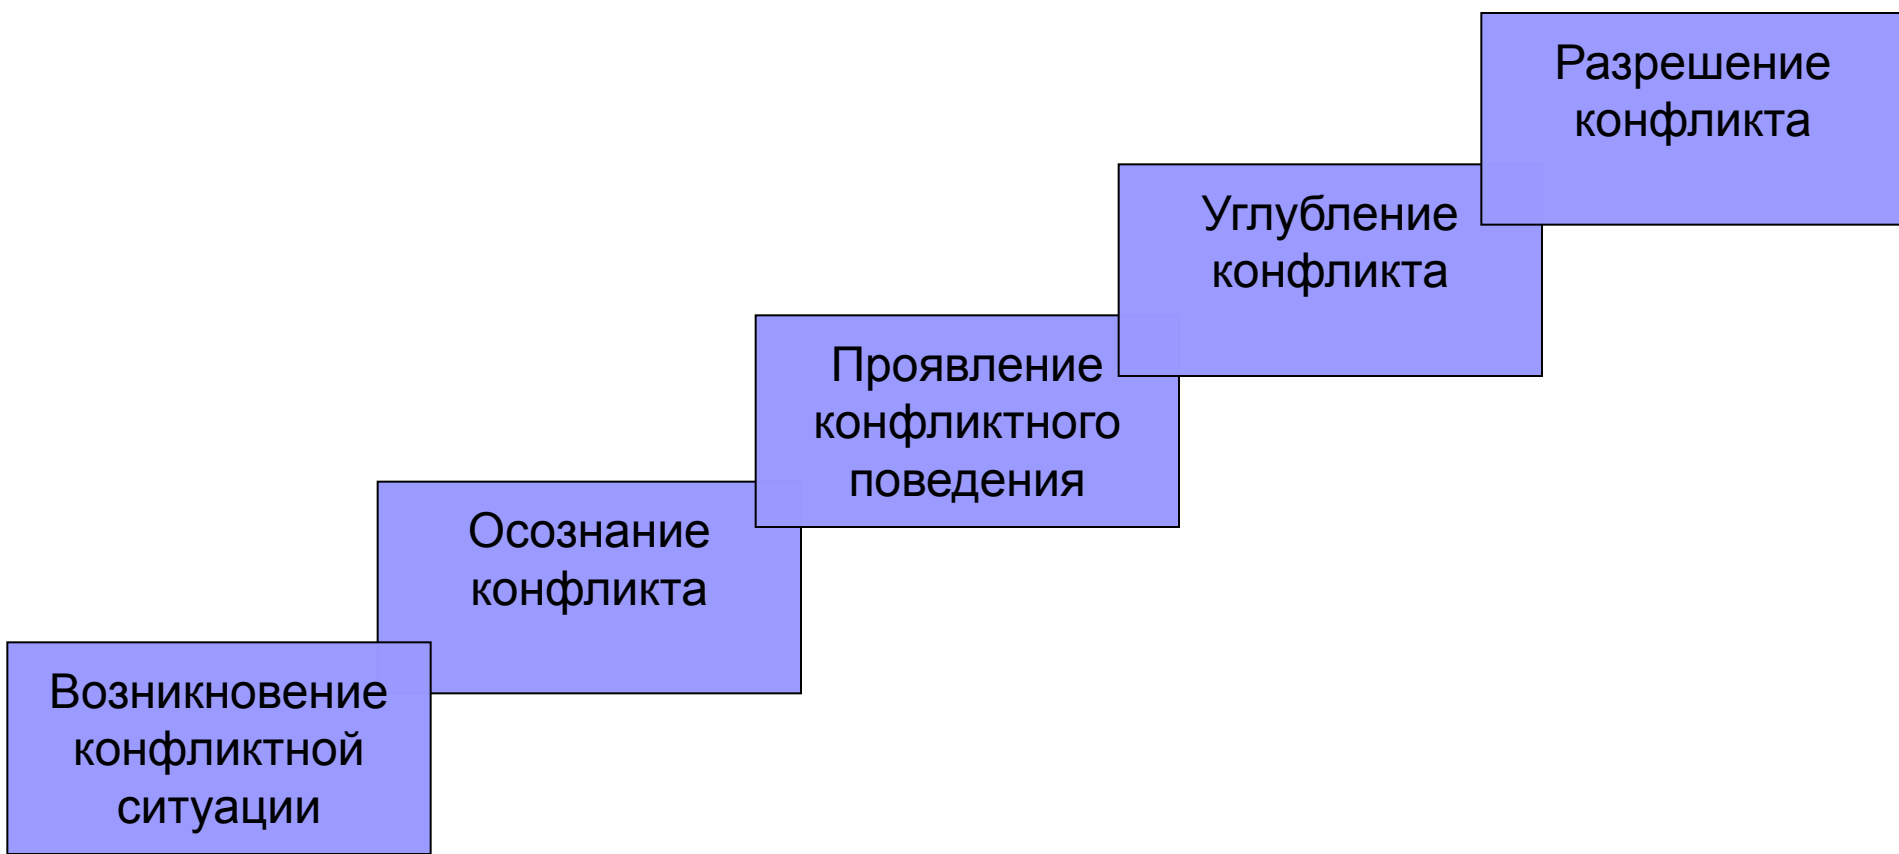 Разрешение
конфликта
Углубление
конфликта
Проявление
конфликтного
поведения
Осознание
конфликта
Возникновение
конфликтной
ситуации